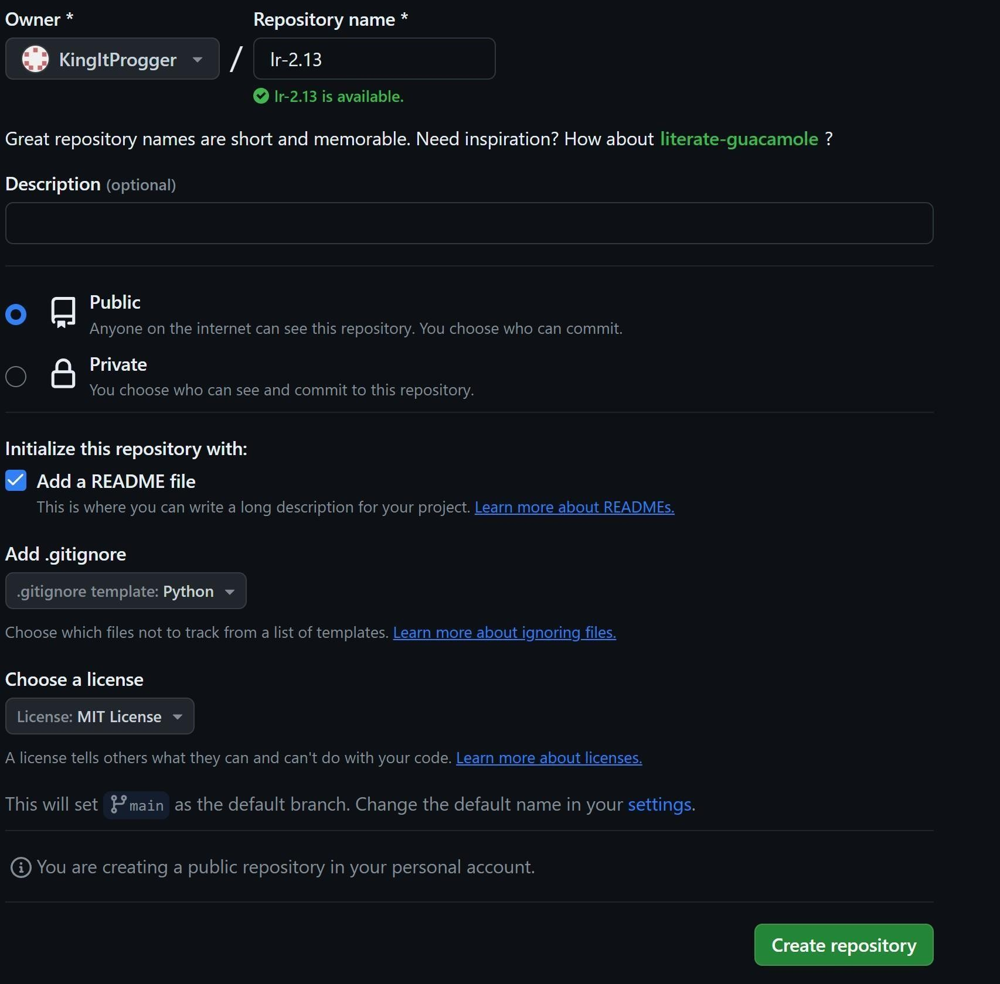 Owner *
Repository name *
KingItProgger / lr-2.13
lr-2.13 is available.
Great repository names are short and memorable. Need inspiration? How about literate-guacamole ?
Description (optional)
Public
Anyone on the internet can see this repository. You choose who can commit.
Private
You choose who can see and commit to this repository.
Initialize this repository with:
Add a README file
This is where you can write a long description for your project. Learn more about READMEs.
Add .gitignore
.gitignore template: Python
Choose which files not to track from a list of templates. Learn more about ignoring files.
Choose a license
License: MIT License
A license tells others what they can and can't do with your code. Learn more about licenses.
This will set main as the default branch. Change the default name in your settings.
You are creating a public repository in your personal account.
Create repository